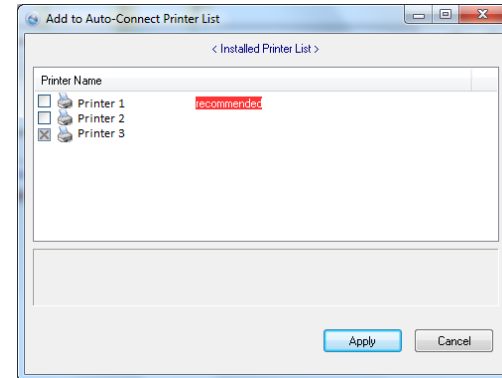 Add to Auto-Connect Printer List
< Installed Printer List >
Printer Name
Printer 1 recommended
Printer 2
Printer 3
Apply Cancel